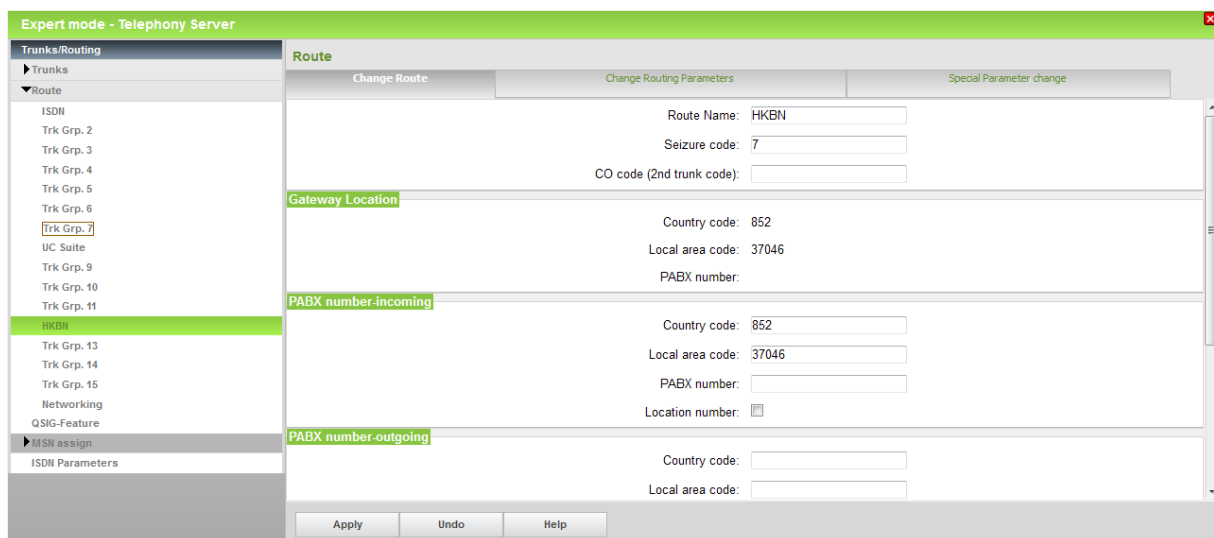 Expert mode - Telephony Server
Trunks/Routing
Trunks
Route
ISDN
Trk Grp. 2
Trk Grp. 3
Trk Grp. 4
Trk Grp. 5
Trk Grp. 6
Trk Grp. 7
UC Suite
Trk Grp. 9
Trk Grp. 10
Trk Grp. 11
HKBN
Trk Grp. 13
Trk Grp. 14
Trk Grp. 15
Networking
QSIG-Feature
MSN assign
ISDN Parameters
Route
Change Route Change Routing Parameters Special Parameter change
Route Name: HKBN
Seizure code: 7
CO code (2nd trunk code):
Gateway Location
Country code: 852
Local area code: 37046
PABX number:
PABX number-incoming
Country code: 852
Local area code: 37046
PABX number:
Location number:
PABX number-outgoing
Country code:
Local area code:
Apply Undo Help